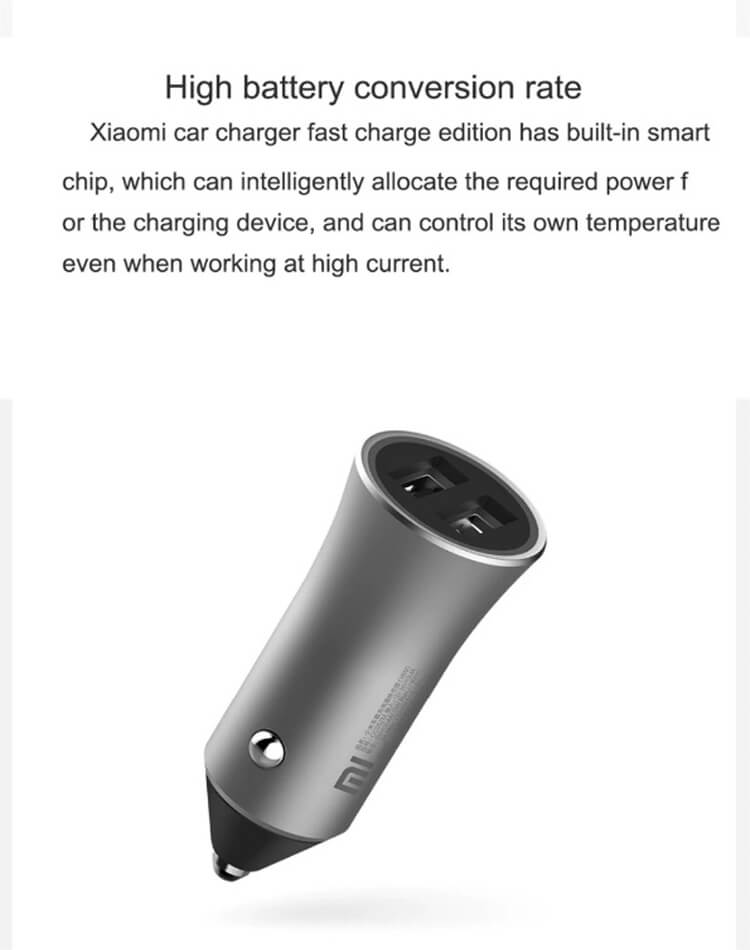 High battery conversion rate
Xiaomi car charger fast charge edition has built-in smart
chip, which can intelligently allocate the required power f
or the charging device, and can control its own temperature
even when working at high current.
MI